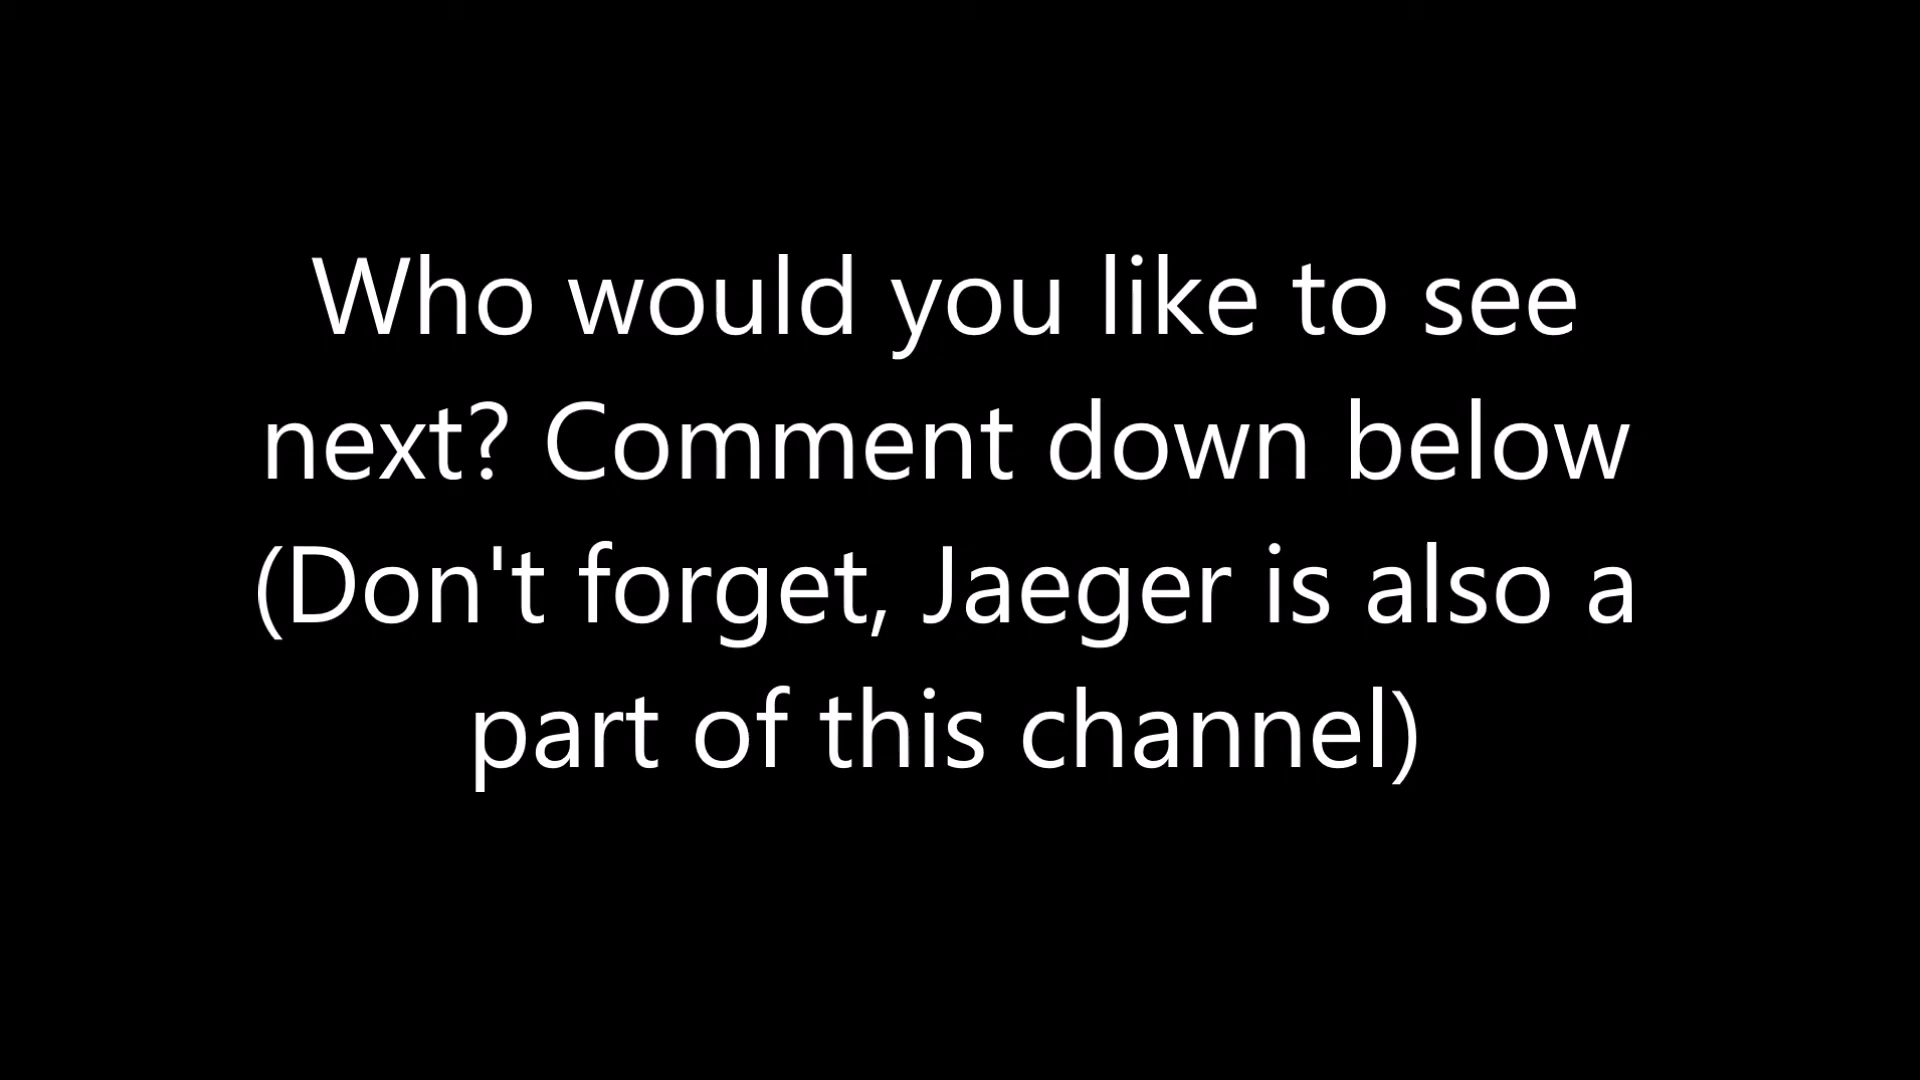 Who would you like to see
next? Comment down below
(Don't forget, Jaeger is also a
part of this channel)